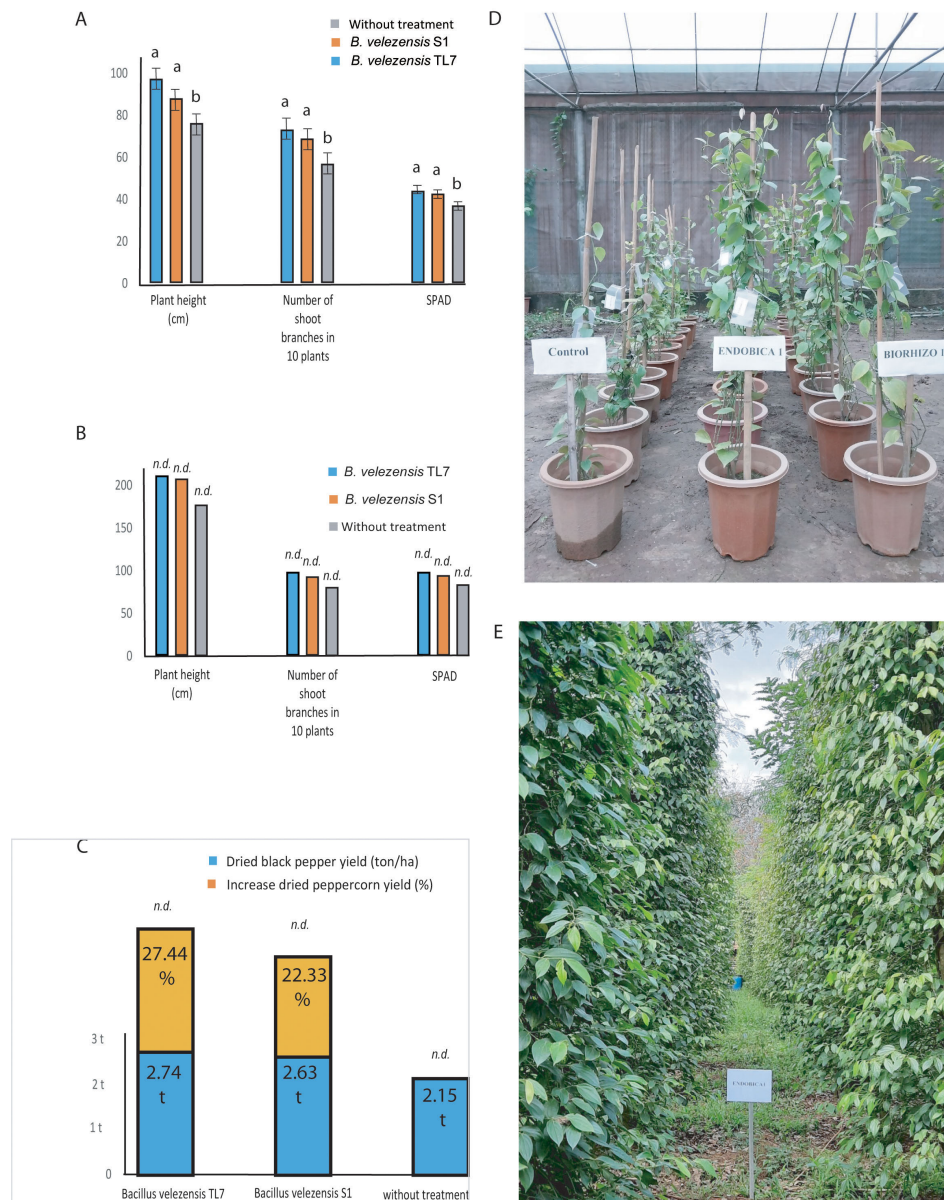 A
Without treatment
B. velezensis S1
B. velezensis TL7
a
a
b
a
a
b
a
a
b
100
80
60
40
20
0
Plant height
(cm)
Number of
shoot
branches in
10 plants
SPAD
B
B. velezensis TL7
B. velezensis S1
Without treatment
n.d.
n.d.
n.d.
n.d.
n.d.
n.d.
n.d.
n.d.
n.d.
200
150
100
50
0
Plant height
(cm)
Number of
shoot
branches in
10 plants
SPAD
C
Dried black pepper yield (ton/ha)
Increase dried peppercorn yield (%)
n.d.
n.d.
n.d.
27.44
%
22.33
%
3 t
2 t
1 t
0
2.74
t
2.63
t
2.15
t
Bacillus velezensis TL7
Bacillus velezensis S1
without treatment
D
Control
ENDOBICA 1
BIORHIZO 1
E
ENDOBICA1